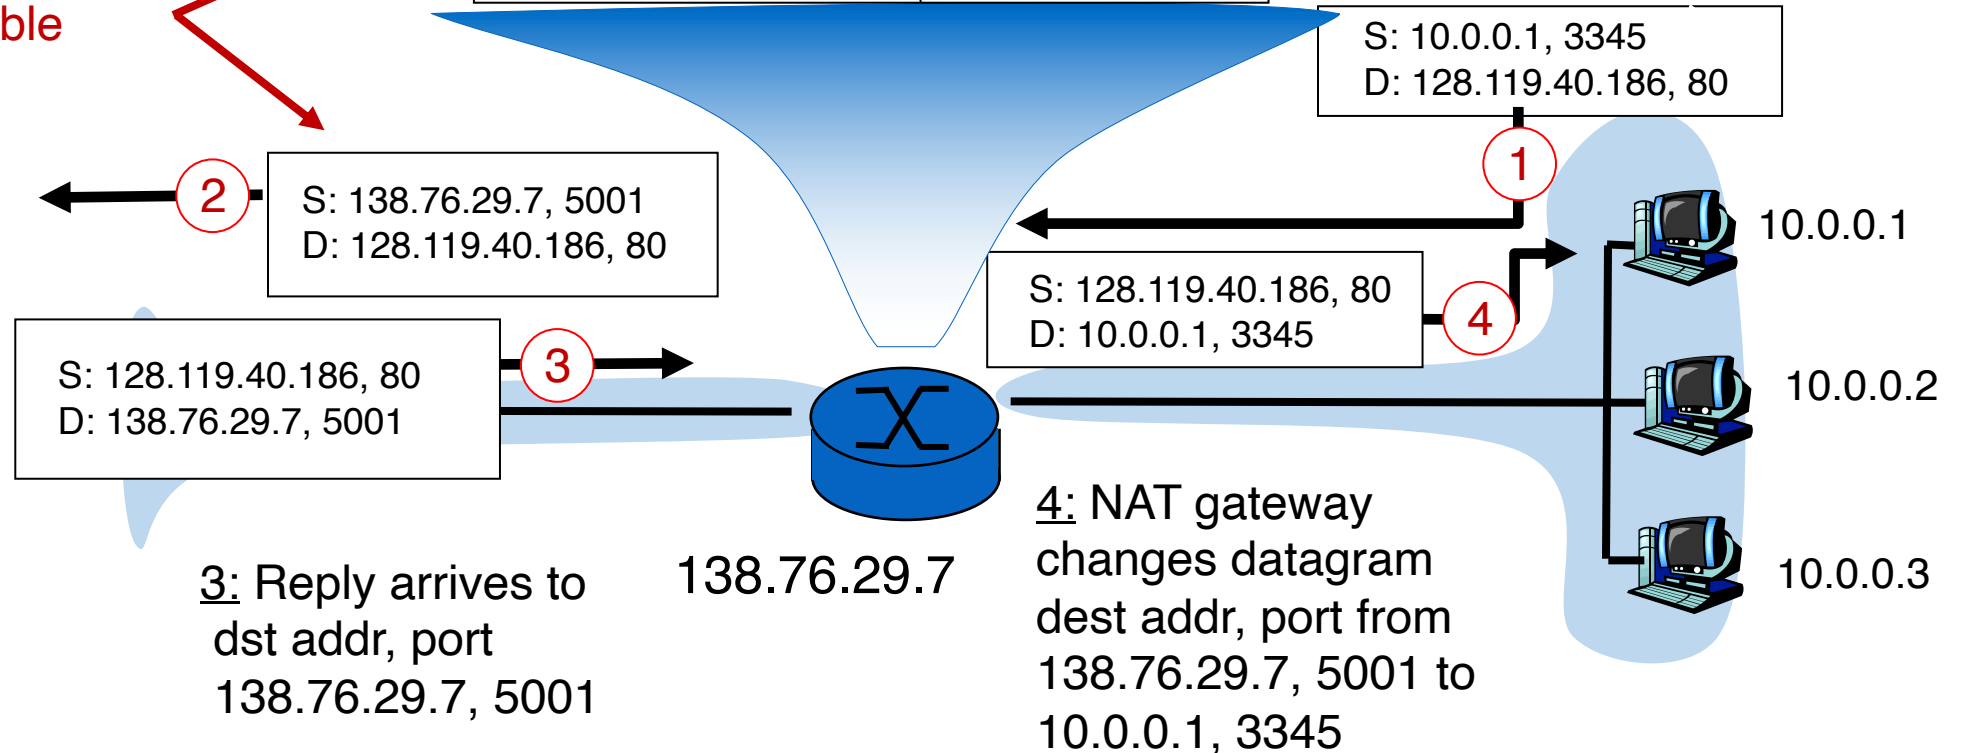 ble
S: 10.0.0.1, 3345
D: 128.119.40.186, 80
1
2
S: 138.76.29.7, 5001
D: 128.119.40.186, 80
10.0.0.1
S: 128.119.40.186, 80
D: 10.0.0.1, 3345
4
S: 128.119.40.186, 80
D: 138.76.29.7, 5001
3
10.0.0.2
138.76.29.7
10.0.0.3
3: Reply arrives to
dst addr, port
138.76.29.7, 5001
4: NAT gateway
changes datagram
dest addr, port from
138.76.29.7, 5001 to
10.0.0.1, 3345